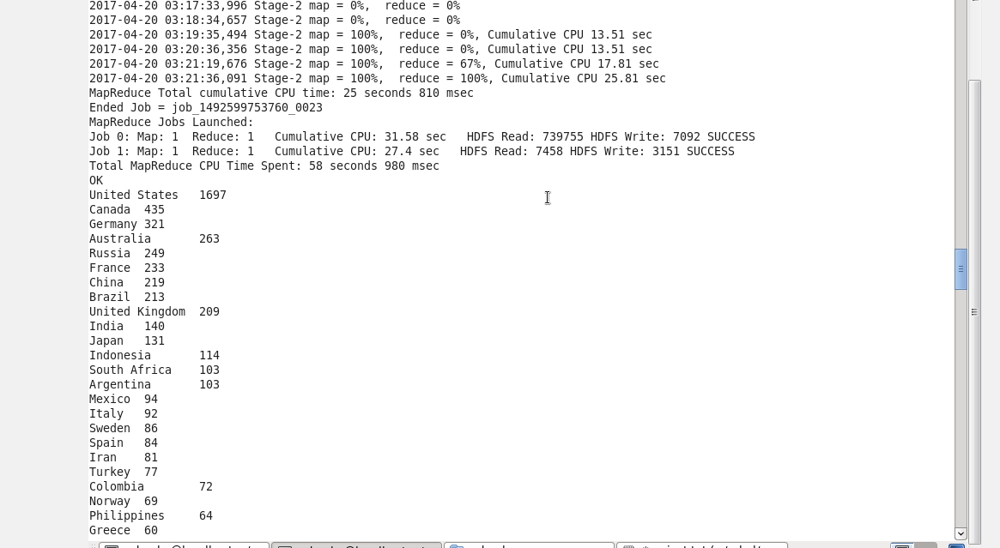 2017-04-20 03:17:33,996 Stage-2 map = 0%,  reduce = 0%
2017-04-20 03:18:34,657 Stage-2 map = 0%,  reduce = 0%
2017-04-20 03:19:35,494 Stage-2 map = 100%,  reduce = 0%, Cumulative CPU 13.51 sec
2017-04-20 03:20:36,356 Stage-2 map = 100%,  reduce = 0%, Cumulative CPU 13.51 sec
2017-04-20 03:21:19,676 Stage-2 map = 100%,  reduce = 67%, Cumulative CPU 17.81 sec
2017-04-20 03:21:36,091 Stage-2 map = 100%,  reduce = 100%, Cumulative CPU 25.81 sec
MapReduce Total cumulative CPU time: 25 seconds 810 msec
Ended Job = job_1492599753760_0023
MapReduce Jobs Launched:
Job 0: Map: 1  Reduce: 1   Cumulative CPU: 31.58 sec   HDFS Read: 739755 HDFS Write: 7092 SUCCESS
Job 1: Map: 1  Reduce: 1   Cumulative CPU: 27.4 sec   HDFS Read: 7458 HDFS Write: 3151 SUCCESS
Total MapReduce CPU Time Spent: 58 seconds 980 msec
OK
United States	1697
Canada	435
Germany	321
Australia	263
Russia	249
France	233
China	219
Brazil	213
United Kingdom	209
India	140
Japan	131
Indonesia	114
South Africa	103
Argentina	103
Mexico	94
Italy	92
Sweden	86
Spain	84
Iran	81
Turkey	77
Colombia	72
Norway	69
Philippines	64
Greece	60